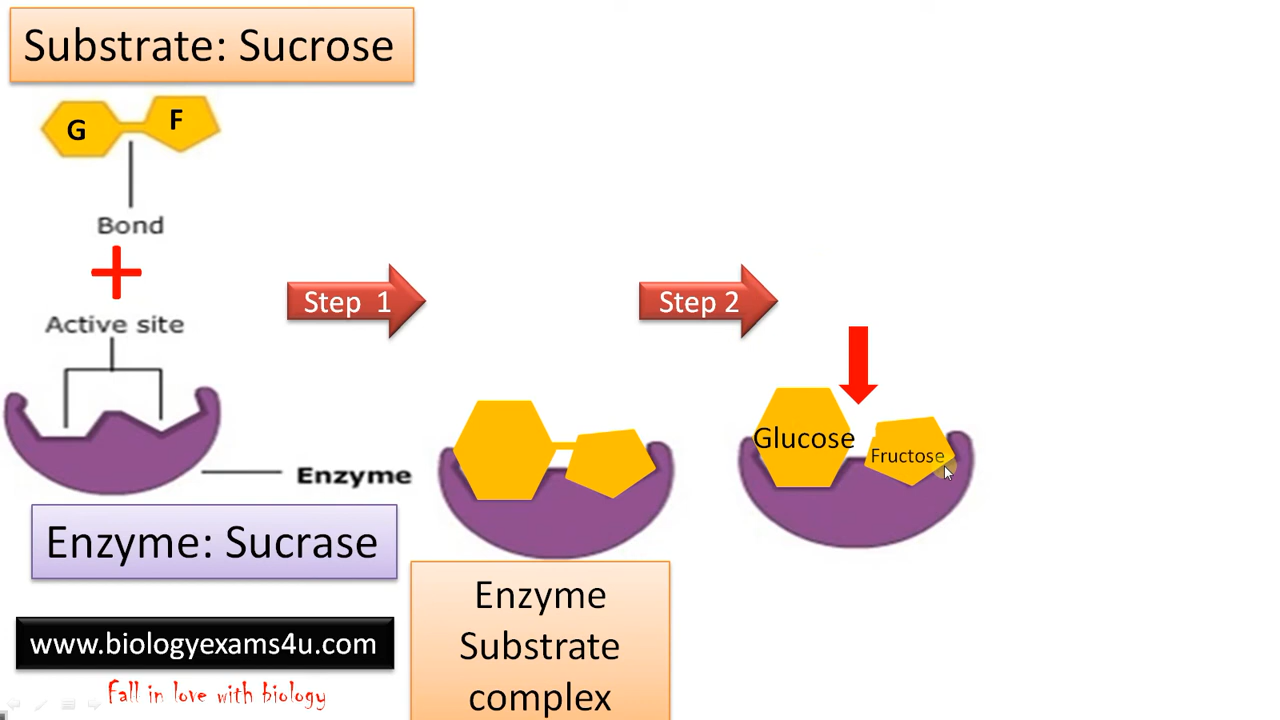 Substrate: Sucrose
G
F
Bond
+
Active site
Enzyme
Enzyme: Sucrase
www.biologyexams4u.com
Fall in love with biology
Step 1
Enzyme
Substrate
complex
Step 2
Glucose
Fructose